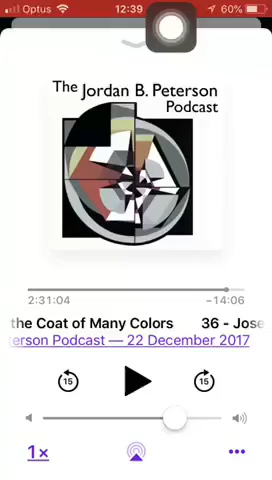 Optus 12:39 60%
The Jordan B. Peterson
Podcast
2:31:04 −14:06
the Coat of Many Colors 36 - Jose
erson Podcast — 22 December 2017
15 15
1x